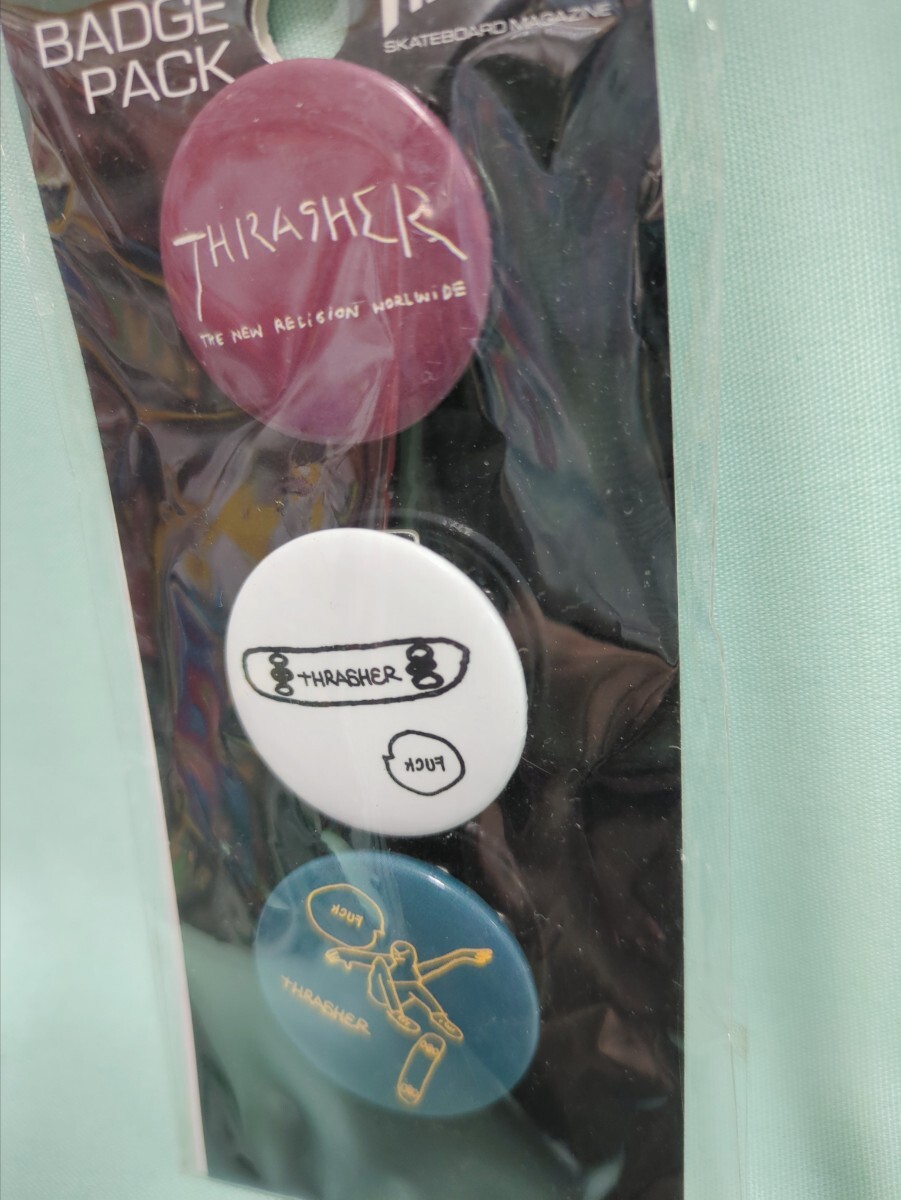 BADGE
PACK
SKATEBOARD MAGAZINE
THRASHER
THE NEW RELiGION WORLWiDE
THRASHER
FUCK
FUCK
THRASHER